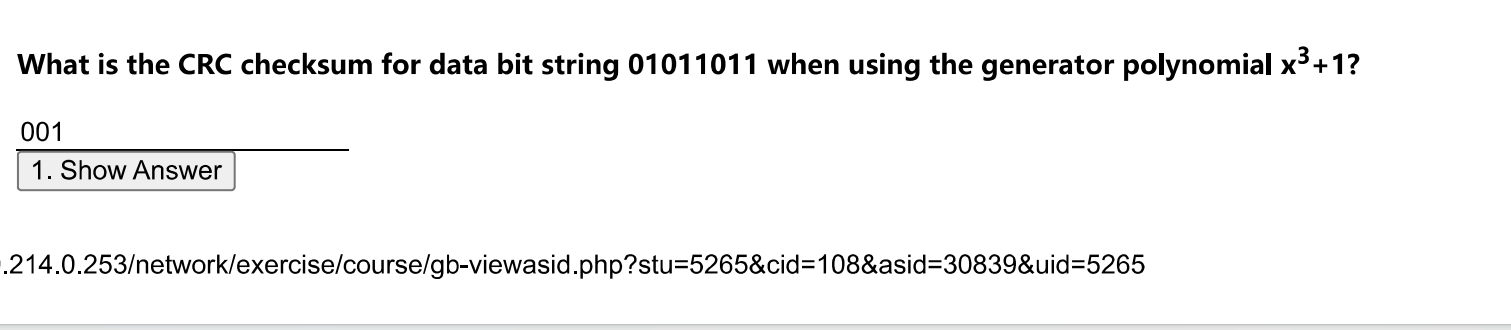 What is the CRC checksum for data bit string 01011011 when using the generator polynomial x³+1?
001
1. Show Answer
.214.0.253/network/exercise/course/gb-viewasid.php?stu=5265&cid=108&asid=30839&uid=5265